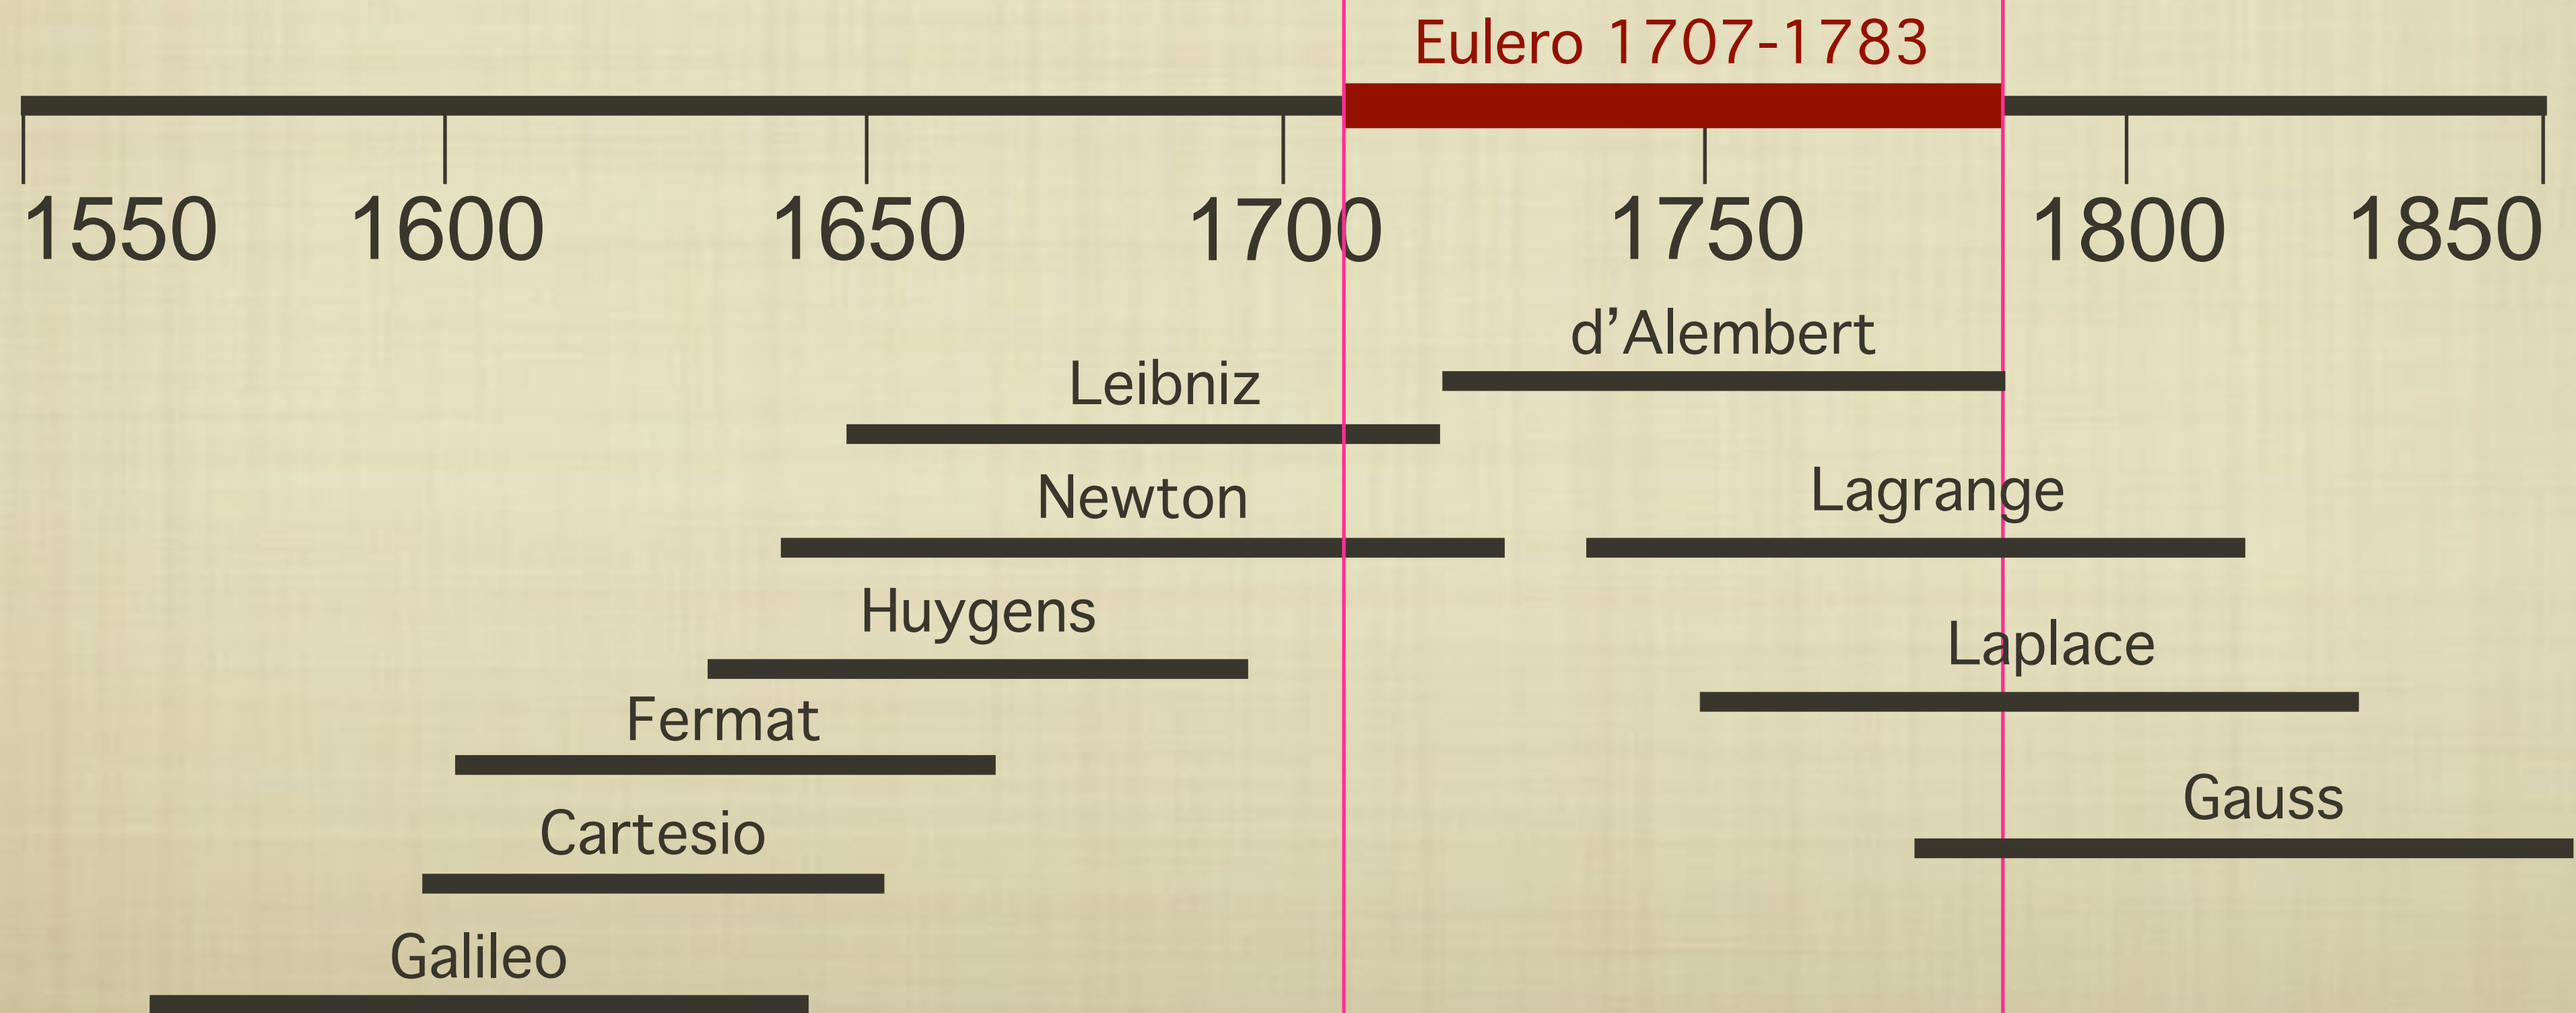 Eulero 1707-1783
1550 1600 1650 1700 1750 1800 1850
d’Alembert
Leibniz
Lagrange
Newton
Huygens
Laplace
Fermat
Gauss
Cartesio
Galileo